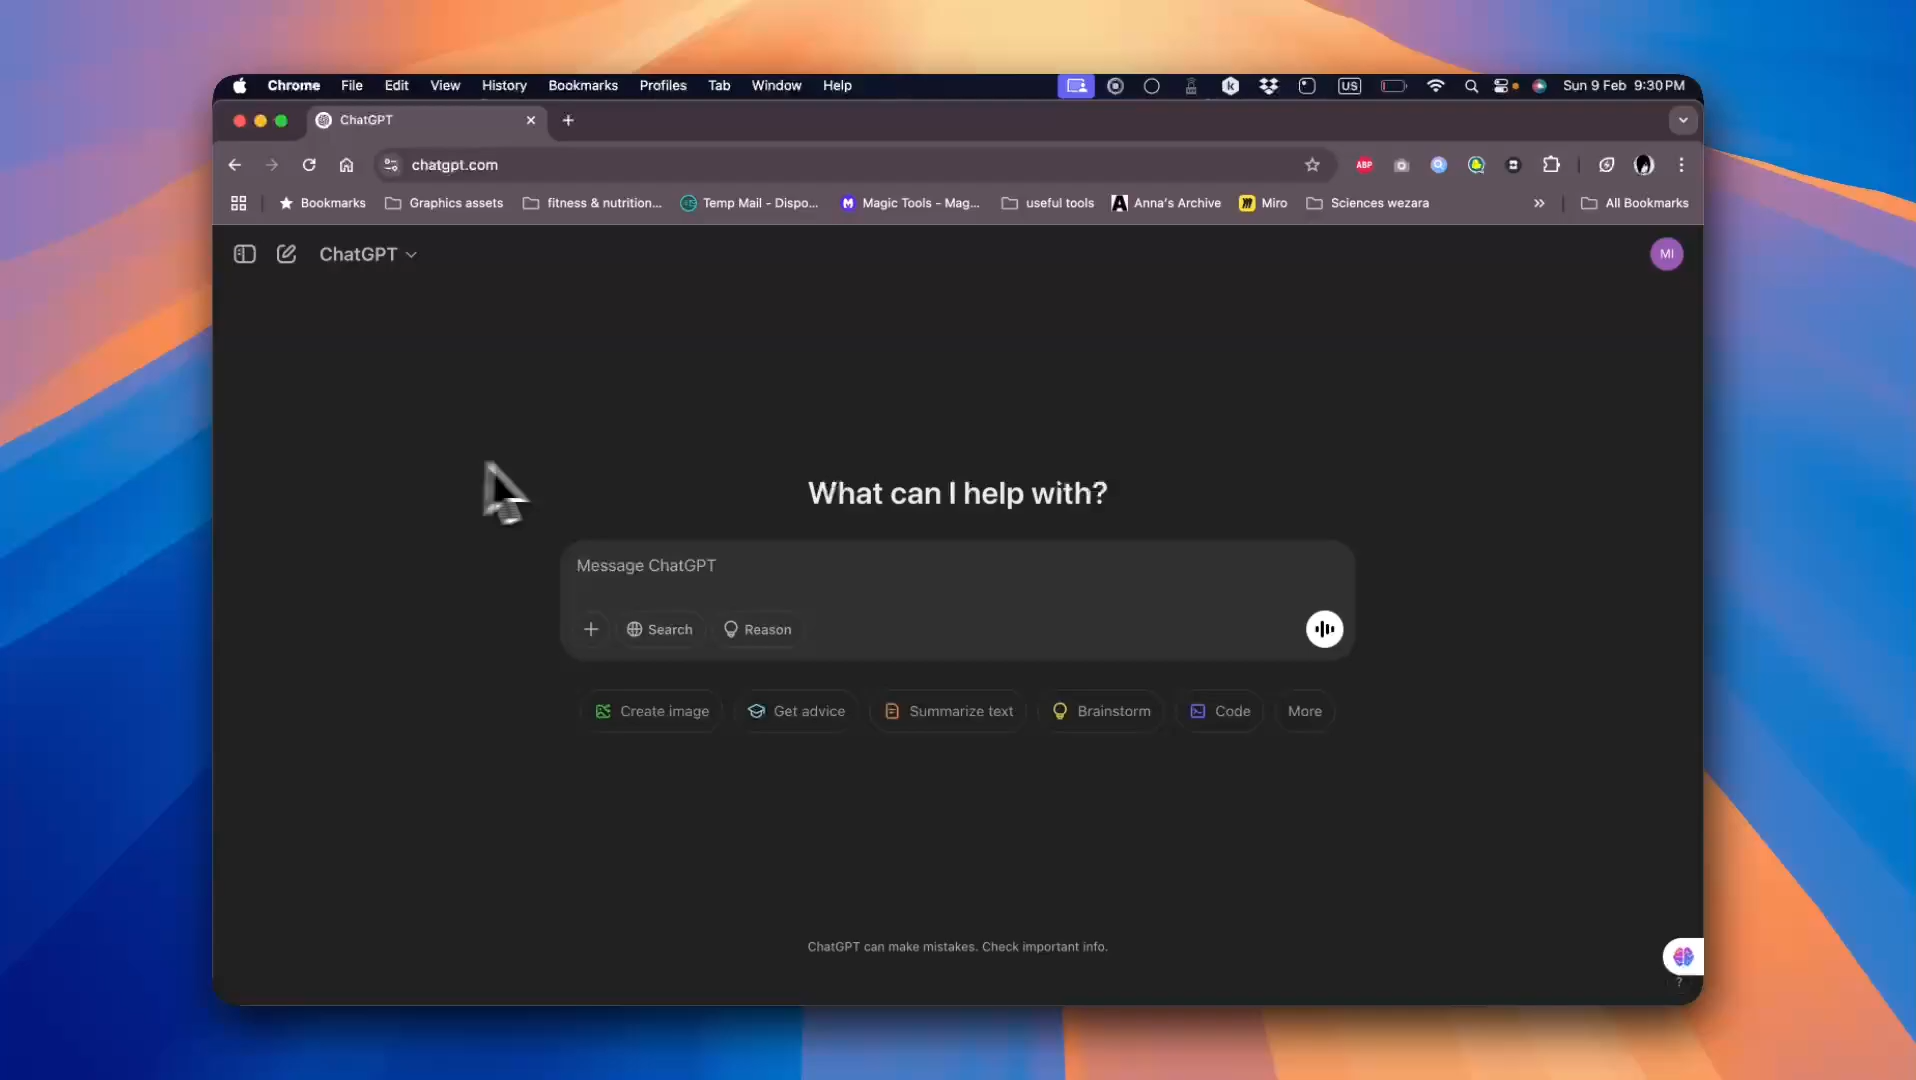 Chrome File Edit View History Bookmarks Profiles Tab Window Help US Sun 9 Feb 9:30 PM
ChatGPT
chatgpt.com ABP
Bookmarks Graphics assets fitness & nutrition... Temp Mail - Dispo... M Magic Tools - Mag... useful tools A Anna's Archive Miro Sciences wezara » All Bookmarks
ChatGPT MI
What can I help with?
Message ChatGPT
Search Reason
Create image Get advice Summarize text Brainstorm Code More
ChatGPT can make mistakes. Check important info.
?